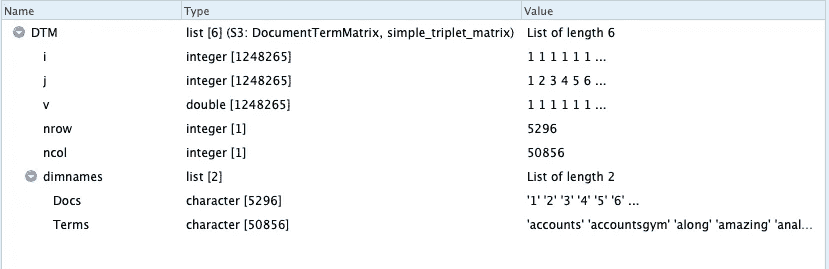 Name Type Value
DTM list [6] (S3: DocumentTermMatrix, simple_triplet_matrix) List of length 6
i integer [1248265] 1 1 1 1 1 1 ...
j integer [1248265] 1 2 3 4 5 6 ...
v double [1248265] 1 1 1 1 1 1 ...
nrow integer [1] 5296
ncol integer [1] 50856
dimnames list [2] List of length 2
Docs character [5296] '1' '2' '3' '4' '5' '6' ...
Terms character [50856] 'accounts' 'accountsgym' 'along' 'amazing' 'anal...